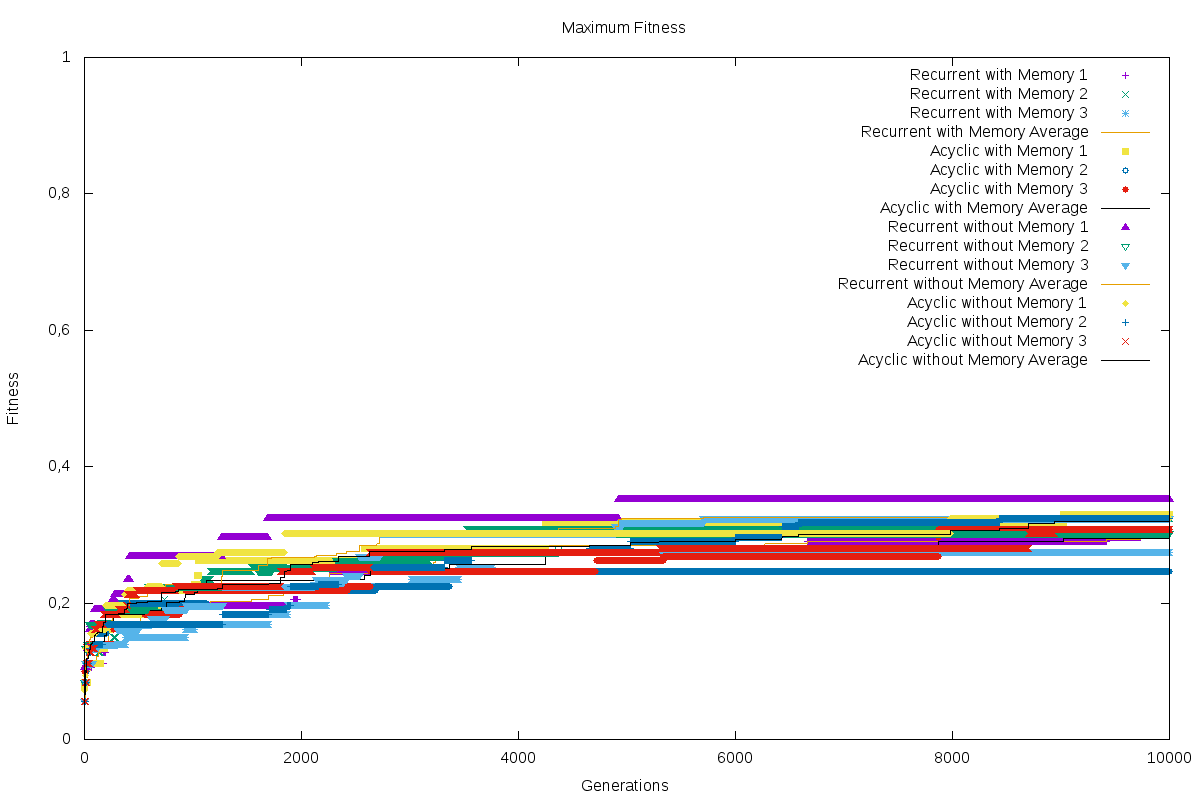 Maximum Fitness
1
0,8
0,6
0,4
0,2
0
Fitness
0
2000
4000
6000
8000
10000
Generations
Recurrent with Memory 1
Recurrent with Memory 2
Recurrent with Memory 3
Recurrent with Memory Average
Acyclic with Memory 1
Acyclic with Memory 2
Acyclic with Memory 3
Acyclic with Memory Average
Recurrent without Memory 1
Recurrent without Memory 2
Recurrent without Memory 3
Recurrent without Memory Average
Acyclic without Memory 1
Acyclic without Memory 2
Acyclic without Memory 3
Acyclic without Memory Average